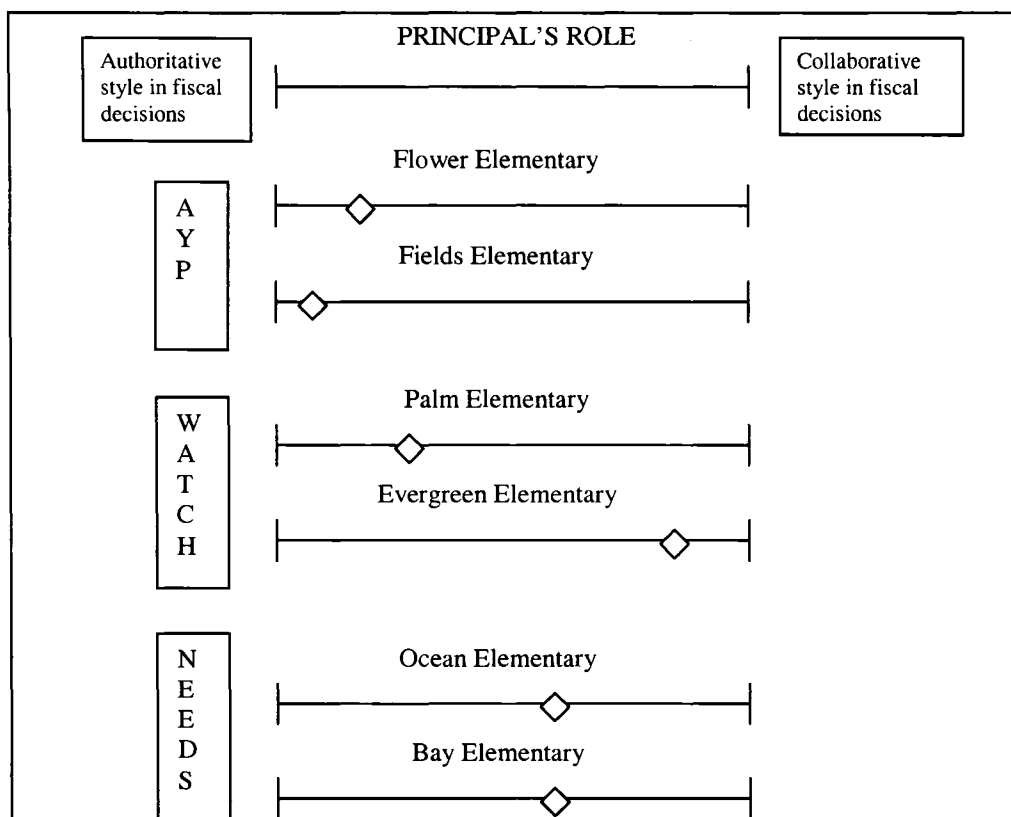 PRINCIPAL'S ROLE
Authoritative
style in fiscal
decisions
Collaborative
style in fiscal
decisions
A
Y
P
Flower Elementary
Fields Elementary
W
A
T
C
H
Palm Elementary
Evergreen Elementary
N
E
E
D
S
Ocean Elementary
Bay Elementary